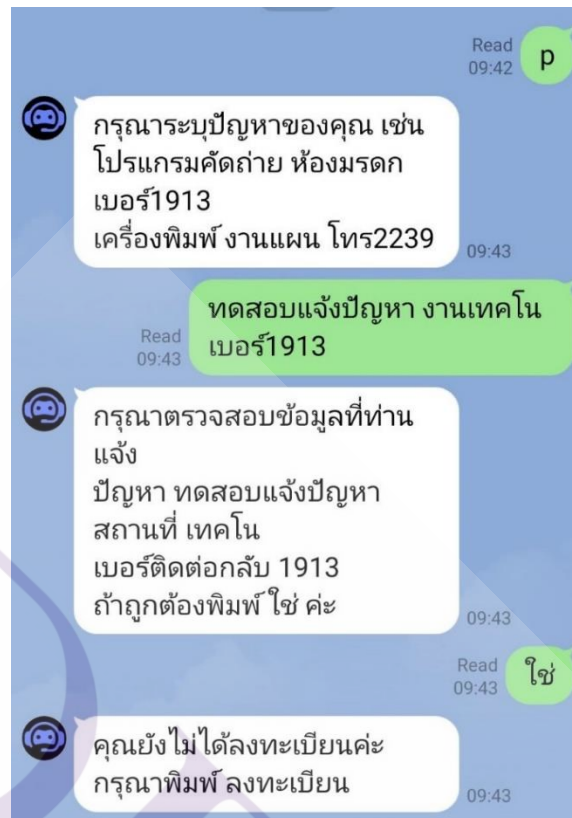 Read
09:42
p
กรุณาระบุปัญหาของคุณ เช่น
โปรแกรมคัดถ่าย ห้องมรดก
เบอร์1913
เครื่องพิมพ์ งานแผน โทร2239
09:43
ทดสอบแจ้งปัญหา งานเทคโน
เบอร์1913
Read
09:43
กรุณาตรวจสอบข้อมูลที่ท่าน
แจ้ง
ปัญหา ทดสอบแจ้งปัญหา
สถานที่ เทคโน
เบอร์ติดต่อกลับ 1913
ถ้าถูกต้องพิมพ์ ใช่ ค่ะ
09:43
Read
09:43
ใช่
คุณยังไม่ได้ลงทะเบียนค่ะ
กรุณาพิมพ์ ลงทะเบียน
09:43